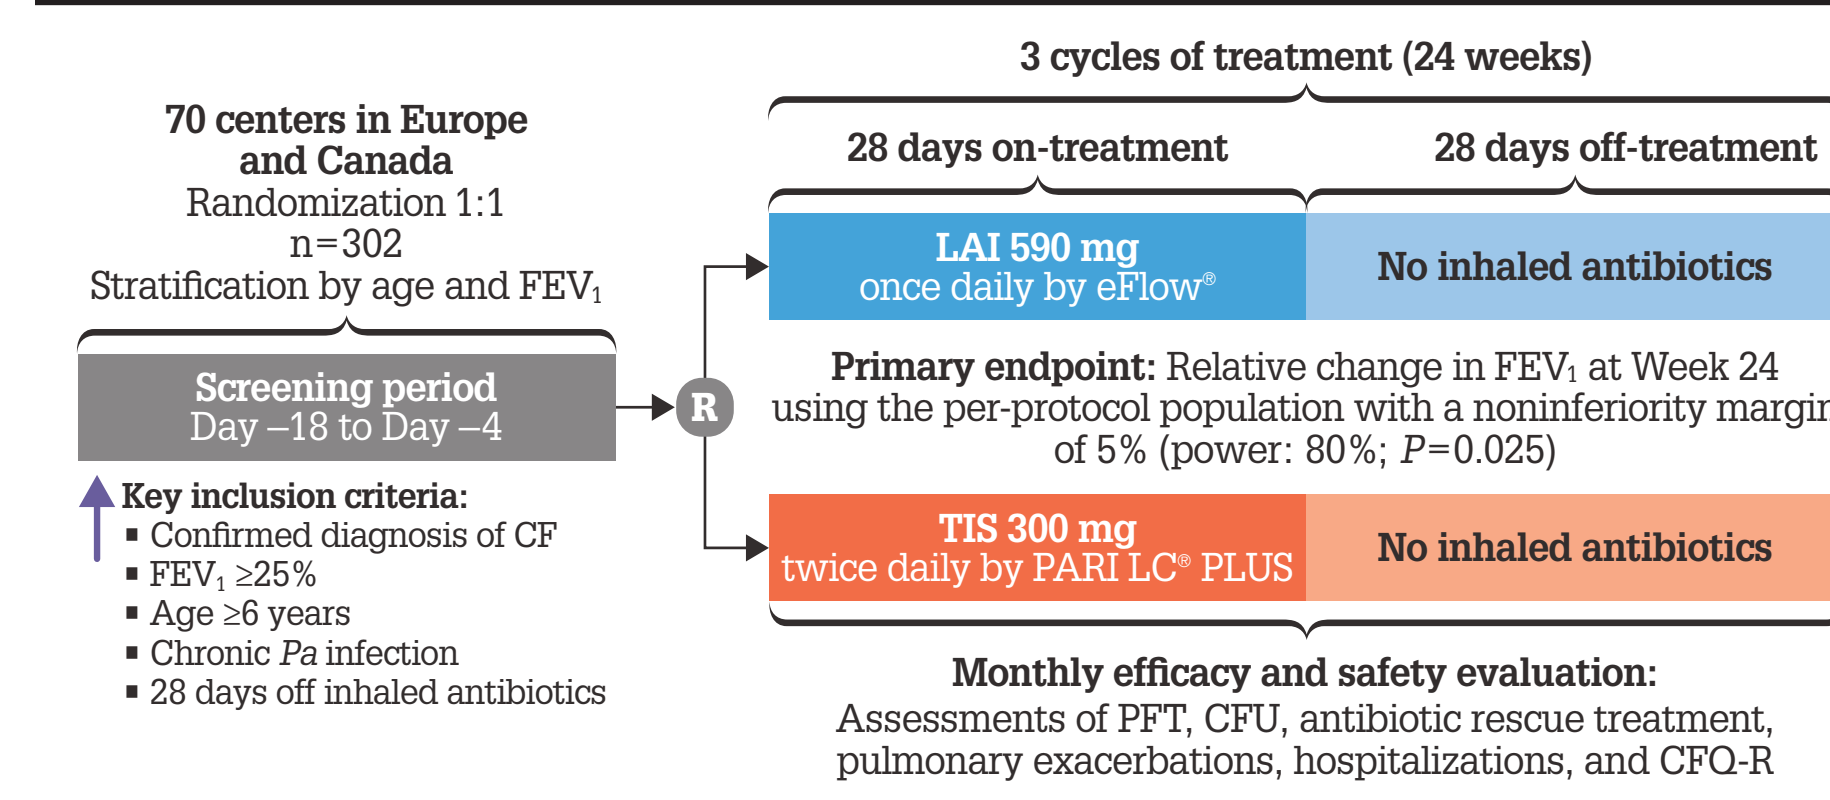 70 centers in Europe
and Canada
Randomization 1:1
n=302
Stratification by age and FEV₁
Screening period
Day –18 to Day –4
Key inclusion criteria:
▪ Confirmed diagnosis of CF
▪ FEV₁ ≥25%
▪ Age ≥6 years
▪ Chronic Pa infection
▪ 28 days off inhaled antibiotics
R
3 cycles of treatment (24 weeks)
28 days on-treatment
28 days off-treatment
LAI 590 mg
once daily by eFlow®
No inhaled antibiotics
Primary endpoint: Relative change in FEV₁ at Week 24
using the per-protocol population with a noninferiority margin
of 5% (power: 80%; P=0.025)
TIS 300 mg
twice daily by PARI LC® PLUS
No inhaled antibiotics
Monthly efficacy and safety evaluation:
Assessments of PFT, CFU, antibiotic rescue treatment,
pulmonary exacerbations, hospitalizations, and CFQ-R